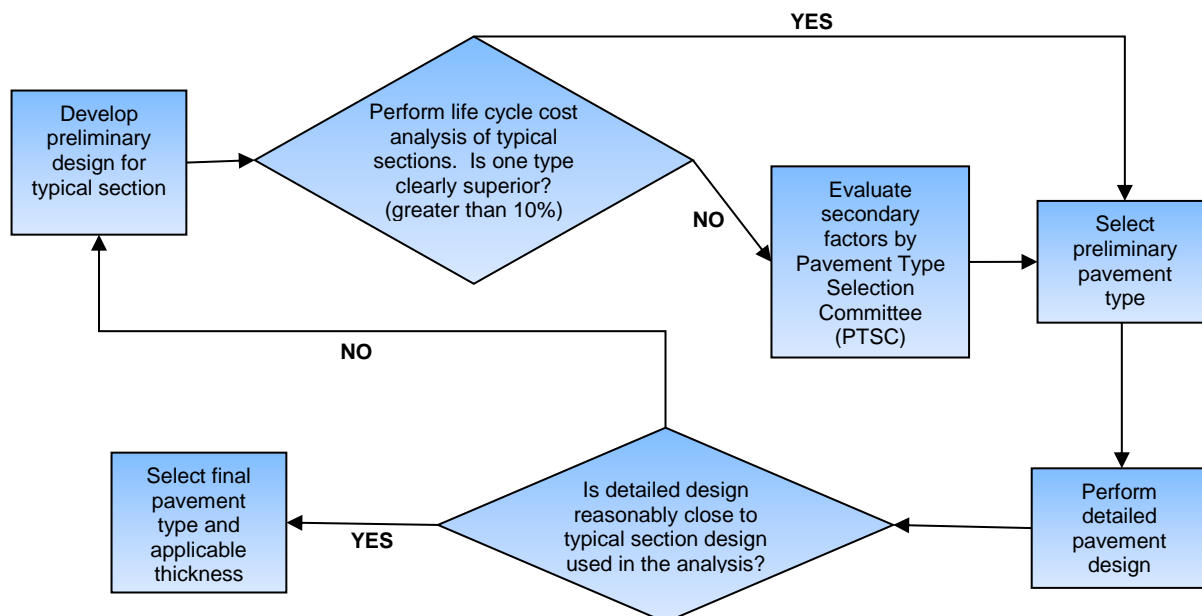 YES
Develop
preliminary
design for
typical section
Perform life cycle cost
analysis of typical
sections.  Is one type
clearly superior?
(greater than 10%)
NO
Evaluate
secondary
factors by
Pavement Type
Selection
Committee
(PTSC)
Select
preliminary
pavement
type
NO
Select final
pavement
type and
applicable
thickness
YES
Is detailed design
reasonably close to
typical section design
used in the analysis?
Perform
detailed
pavement
design